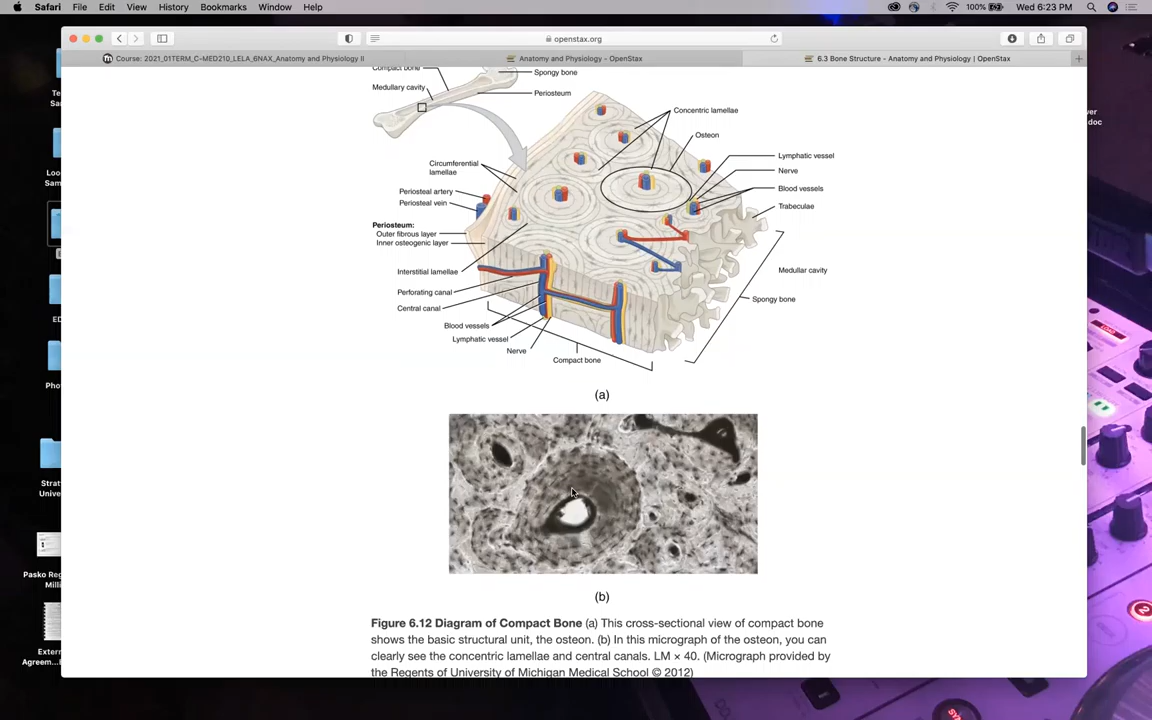 Safari File Edit View History Bookmarks Window Help 100% Wed 6:23 PM
openstax.org
Course: 2021_01TERM_C-MED210_LELA_6NAX_Anatomy and Physiology II
Anatomy and Physiology - OpenStax
6.3 Bone Structure - Anatomy and Physiology | OpenStax
Compact bone
Spongy bone
Medullary cavity
Periosteum
Concentric lamellae
Osteon
Circumferential
lamellae
Lymphatic vessel
Nerve
Blood vessels
Periosteal artery
Periosteal vein
Trabeculae
Periosteum:
Outer fibrous layer
Inner osteogenic layer
Interstitial lamellae
Medullar cavity
Perforating canal
Spongy bone
Central canal
Blood vessels
Lymphatic vessel
Nerve
Compact bone
(a)
(b)
Figure 6.12 Diagram of Compact Bone (a) This cross-sectional view of compact bone
shows the basic structural unit, the osteon. (b) In this micrograph of the osteon, you can
clearly see the concentric lamellae and central canals. LM × 40. (Micrograph provided by
the Regents of University of Michigan Medical School © 2012)
doc
LOAD